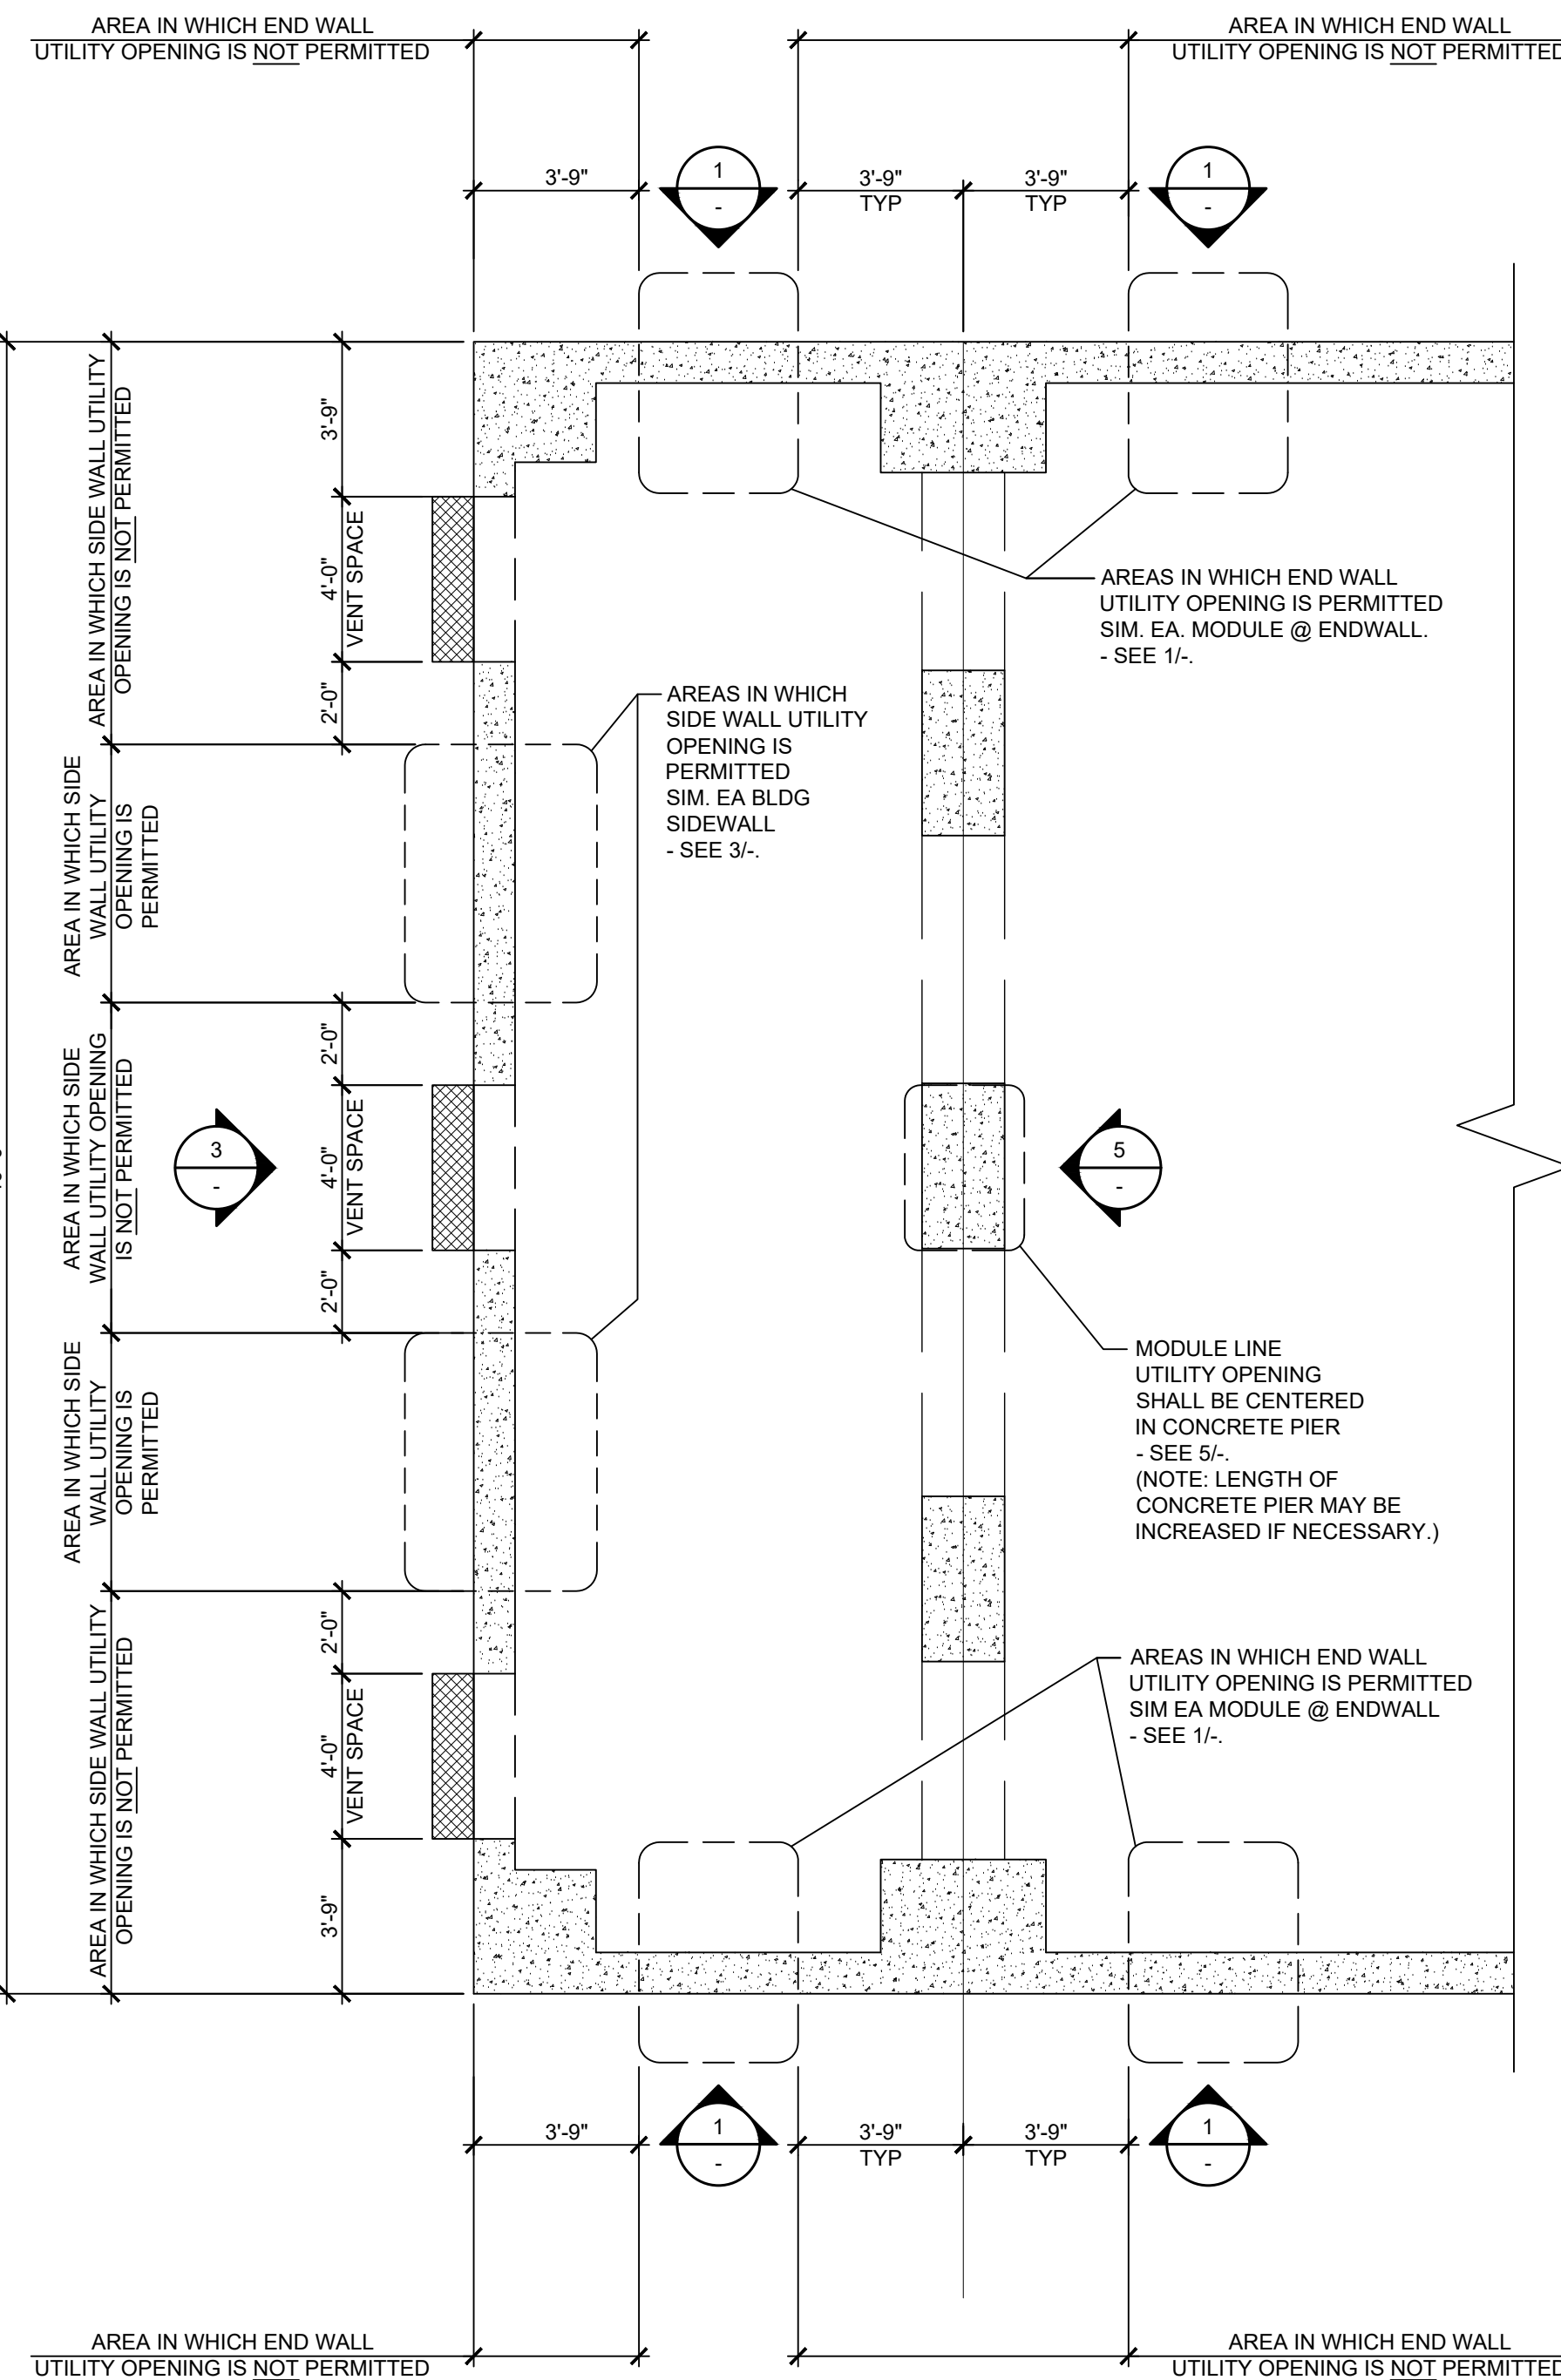 AREA IN WHICH END WALL
UTILITY OPENING IS NOT PERMITTED
AREA IN WHICH END WALL
UTILITY OPENING IS NOT PERMITTED
3'-9"
1
-
3'-9"
TYP
3'-9"
TYP
1
-
AREA IN WHICH SIDE WALL UTILITY
OPENING IS NOT PERMITTED
3'-9"
4'-0"
VENT SPACE
2'-0"
AREAS IN WHICH END WALL
UTILITY OPENING IS PERMITTED
SIM. EA. MODULE @ ENDWALL.
- SEE 1/-.
AREAS IN WHICH
SIDE WALL UTILITY
OPENING IS
PERMITTED
SIM. EA BLDG
SIDEWALL
- SEE 3/-.
AREA IN WHICH SIDE
WALL UTILITY
OPENING IS
PERMITTED
AREA IN WHICH SIDE
WALL UTILITY OPENING
IS NOT PERMITTED
3
-
2'-0"
4'-0"
VENT SPACE
2'-0"
5
-
MODULE LINE
UTILITY OPENING
SHALL BE CENTERED
IN CONCRETE PIER
- SEE 5/-.
(NOTE: LENGTH OF
CONCRETE PIER MAY BE
INCREASED IF NECESSARY.)
AREA IN WHICH SIDE
WALL UTILITY
OPENING IS
PERMITTED
AREA IN WHICH SIDE WALL UTILITY
OPENING IS NOT PERMITTED
2'-0"
4'-0"
VENT SPACE
3'-9"
AREAS IN WHICH END WALL
UTILITY OPENING IS PERMITTED
SIM EA MODULE @ ENDWALL
- SEE 1/-.
3'-9"
1
-
3'-9"
TYP
3'-9"
TYP
1
-
AREA IN WHICH END WALL
UTILITY OPENING IS NOT PERMITTED
AREA IN WHICH END WALL
UTILITY OPENING IS NOT PERMITTED